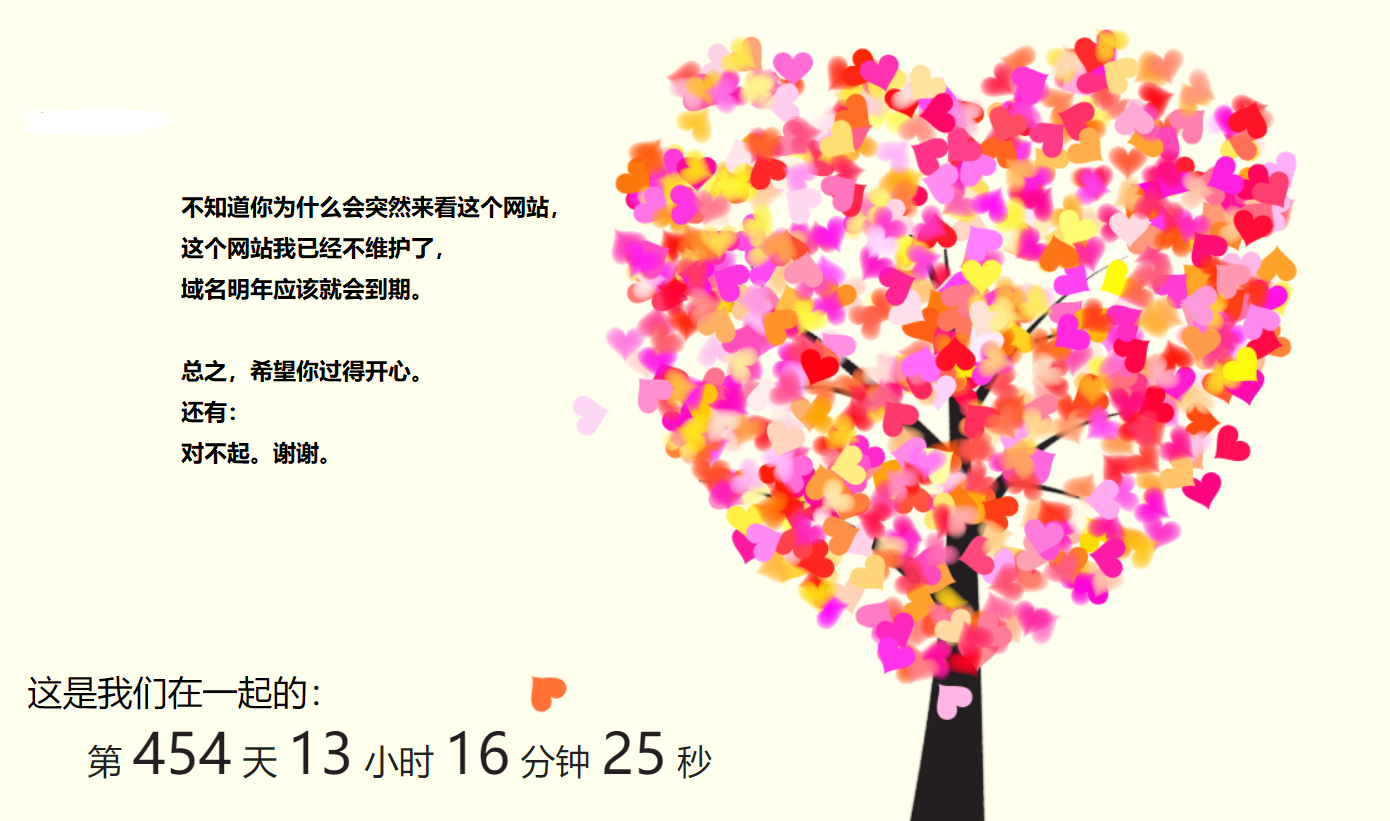 不知道你为什么会突然来看这个网站，
这个网站我已经不维护了，
域名明年应该就会到期。
总之，希望你过得开心。
还有：
对不起。谢谢。
这是我们在一起的：
第 454 天 13 小时 16 分钟 25 秒